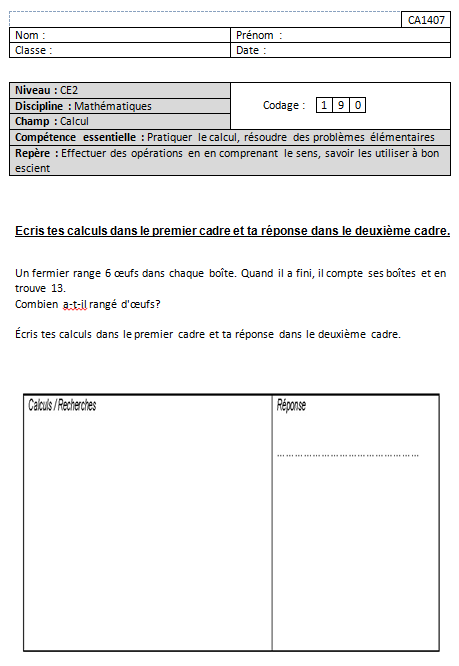 CA1407
Nom : Prénom :
Classe : Date :
Niveau : CE2
Discipline : Mathématiques
Champ : Calcul
Codage : 1 9 0
Compétence essentielle : Pratiquer le calcul, résoudre des problèmes élémentaires
Repère : Effectuer des opérations en en comprenant le sens, savoir les utiliser à bon
escient
Ecris tes calculs dans le premier cadre et ta réponse dans le deuxième cadre.
Un fermier range 6 œufs dans chaque boîte. Quand il a fini, il compte ses boîtes et en
trouve 13.
Combien a-t-il rangé d'œufs?
Écris tes calculs dans le premier cadre et ta réponse dans le deuxième cadre.
Calculs / Recherches Réponse
................................................